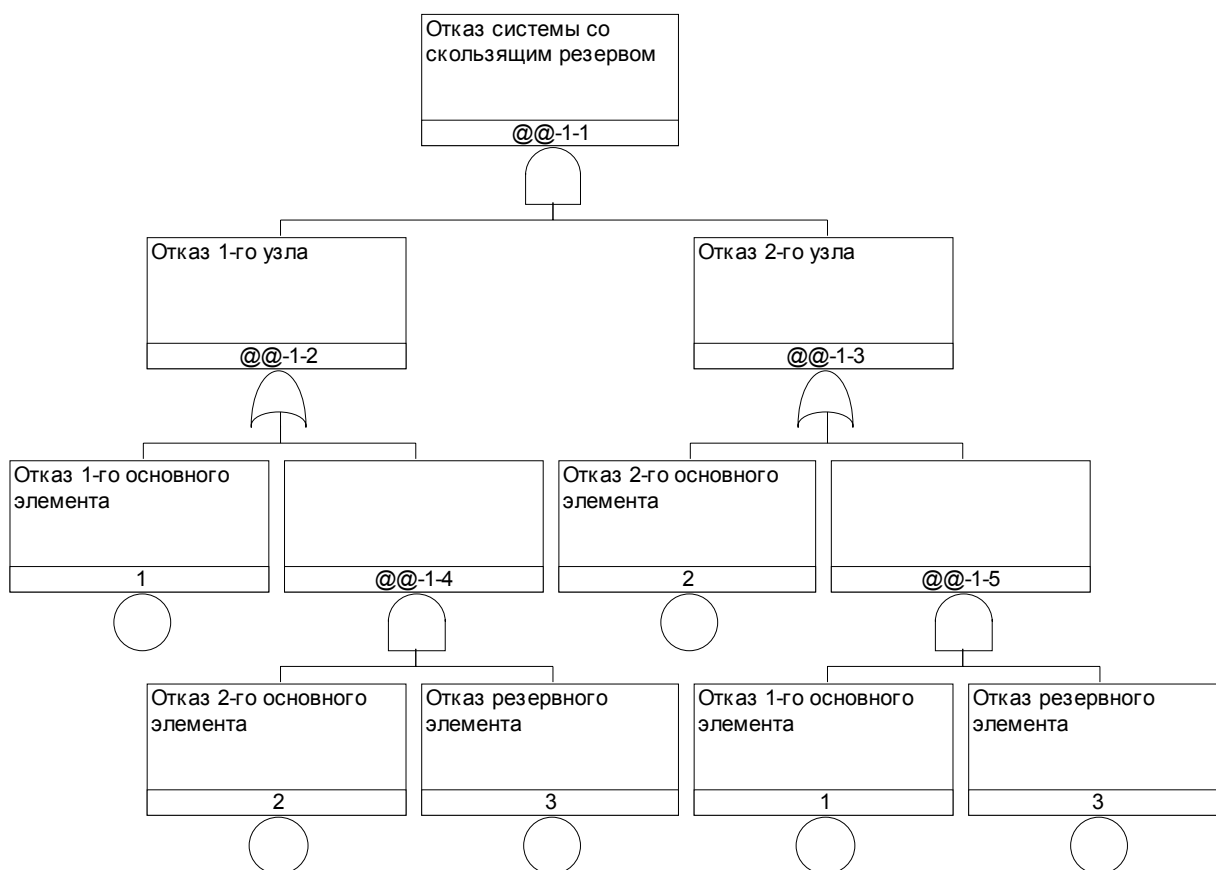 Отказ системы со
скользящим резервом
@@-1-1
Отказ 1-го узла
@@-1-2
Отказ 2-го узла
@@-1-3
Отказ 1-го основного
элемента
1
@@-1-4
Отказ 2-го основного
элемента
2
@@-1-5
Отказ 2-го основного
элемента
2
Отказ резервного
элемента
3
Отказ 1-го основного
элемента
1
Отказ резервного
элемента
3